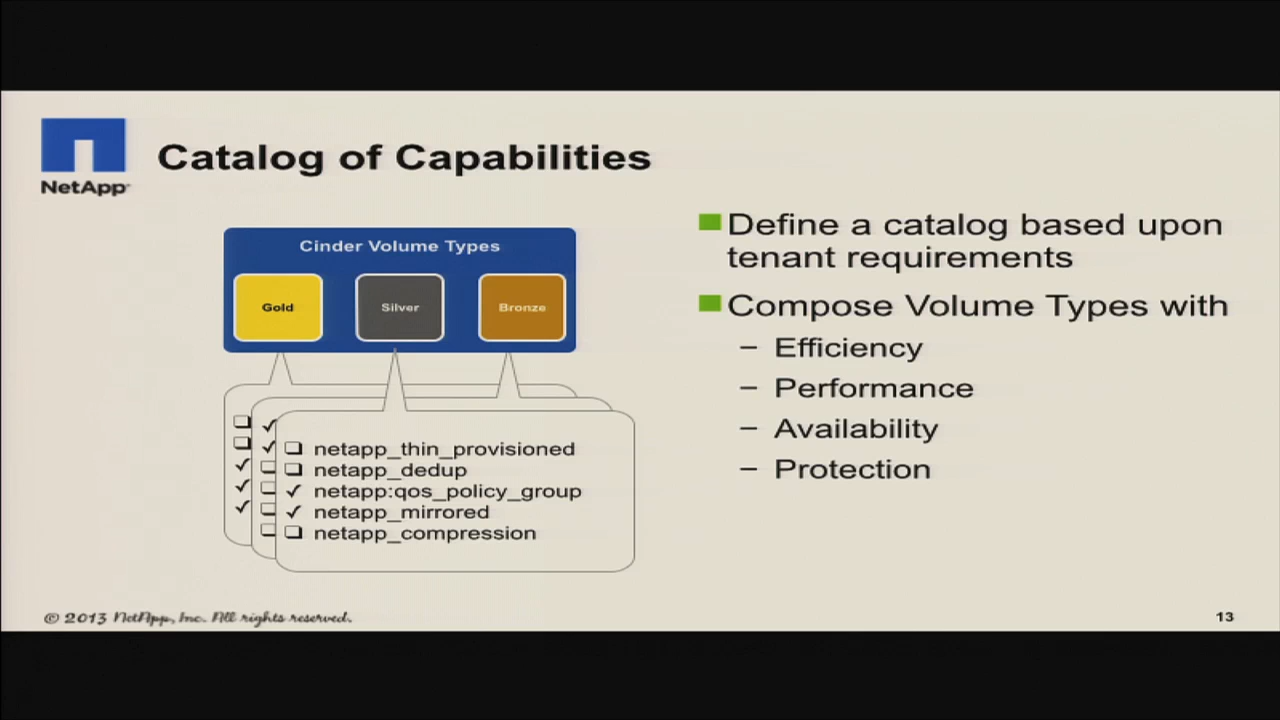 NetApp
Catalog of Capabilities
Cinder Volume Types
Gold
Silver
Bronze
netapp_thin_provisioned
netapp_dedup
netapp:qos_policy_group
netapp_mirrored
netapp_compression
Define a catalog based upon
tenant requirements
Compose Volume Types with
– Efficiency
– Performance
– Availability
– Protection
© 2013 NetApp, Inc. All rights reserved.
13